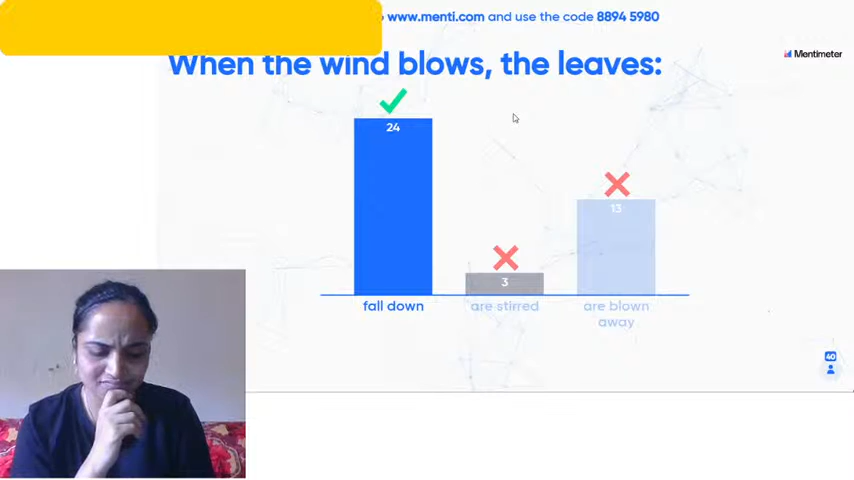 www.menti.com and use the code 8894 5980
When the wind blows, the leaves:
Mentimeter
24
3
13
fall down
are stirred
are blown
away
40